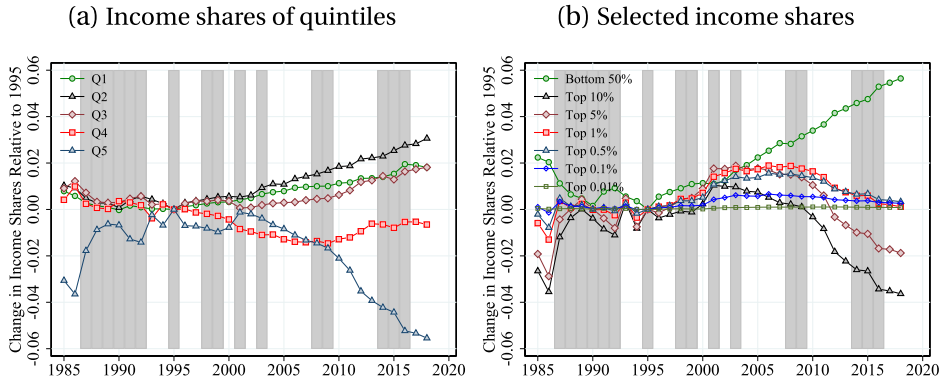 (a) Income shares of quintiles
Change in Income Shares Relative to 1995
0.06
0.04
0.02
0.00
-0.02
-0.04
-0.06
Q1
Q2
Q3
Q4
Q5
1985 1990 1995 2000 2005 2010 2015 2020
(b) Selected income shares
Change in Income Shares Relative to 1995
0.06
0.04
0.02
0.00
-0.02
-0.04
-0.06
Bottom 50%
Top 10%
Top 5%
Top 1%
Top 0.5%
Top 0.1%
Top 0.01%
1985 1990 1995 2000 2005 2010 2015 2020